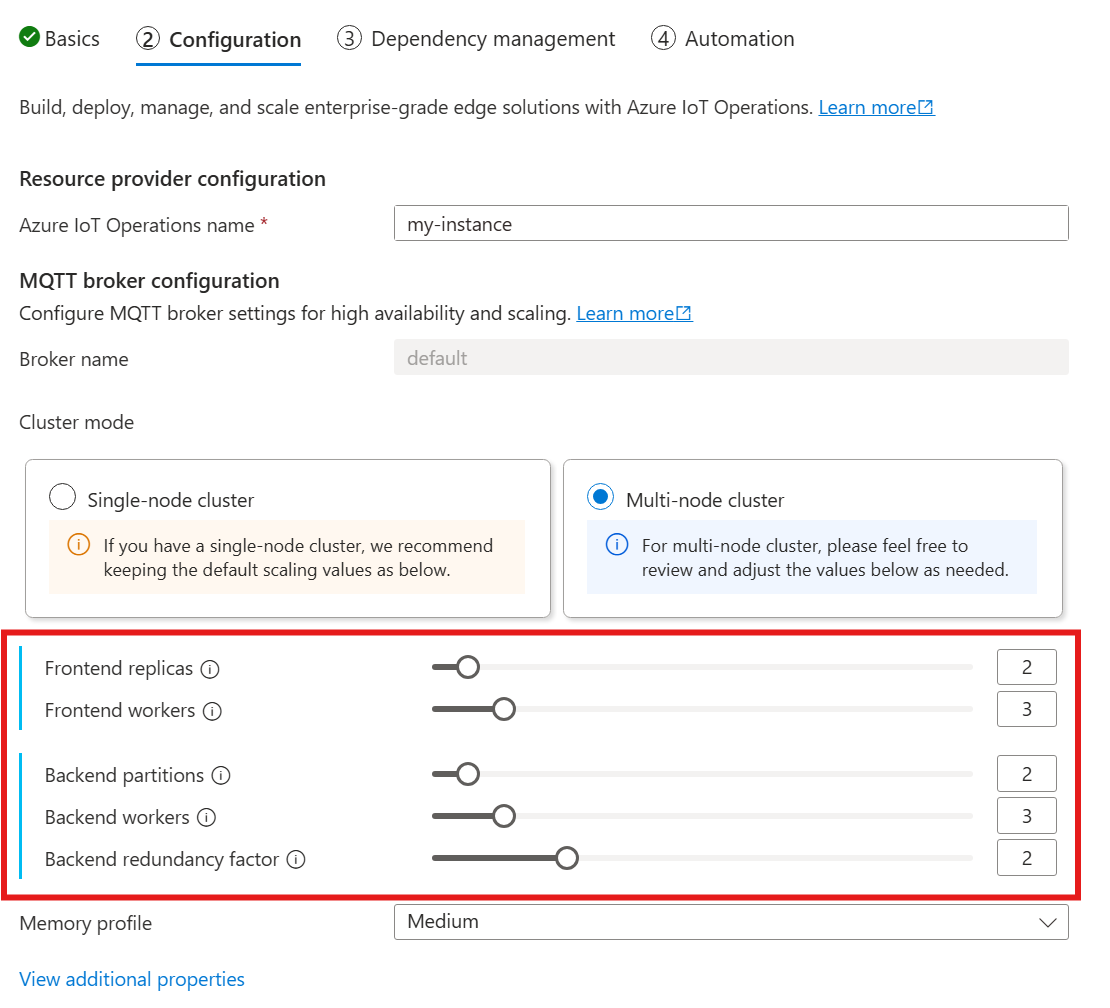 Basics
2 Configuration
3 Dependency management
4 Automation
Build, deploy, manage, and scale enterprise-grade edge solutions with Azure IoT Operations. Learn more
Resource provider configuration
Azure IoT Operations name *
my-instance
MQTT broker configuration
Configure MQTT broker settings for high availability and scaling. Learn more
Broker name
default
Cluster mode
Single-node cluster
If you have a single-node cluster, we recommend
keeping the default scaling values as below.
Multi-node cluster
For multi-node cluster, please feel free to
review and adjust the values below as needed.
Frontend replicas
2
Frontend workers
3
Backend partitions
2
Backend workers
3
Backend redundancy factor
2
Memory profile
Medium
View additional properties